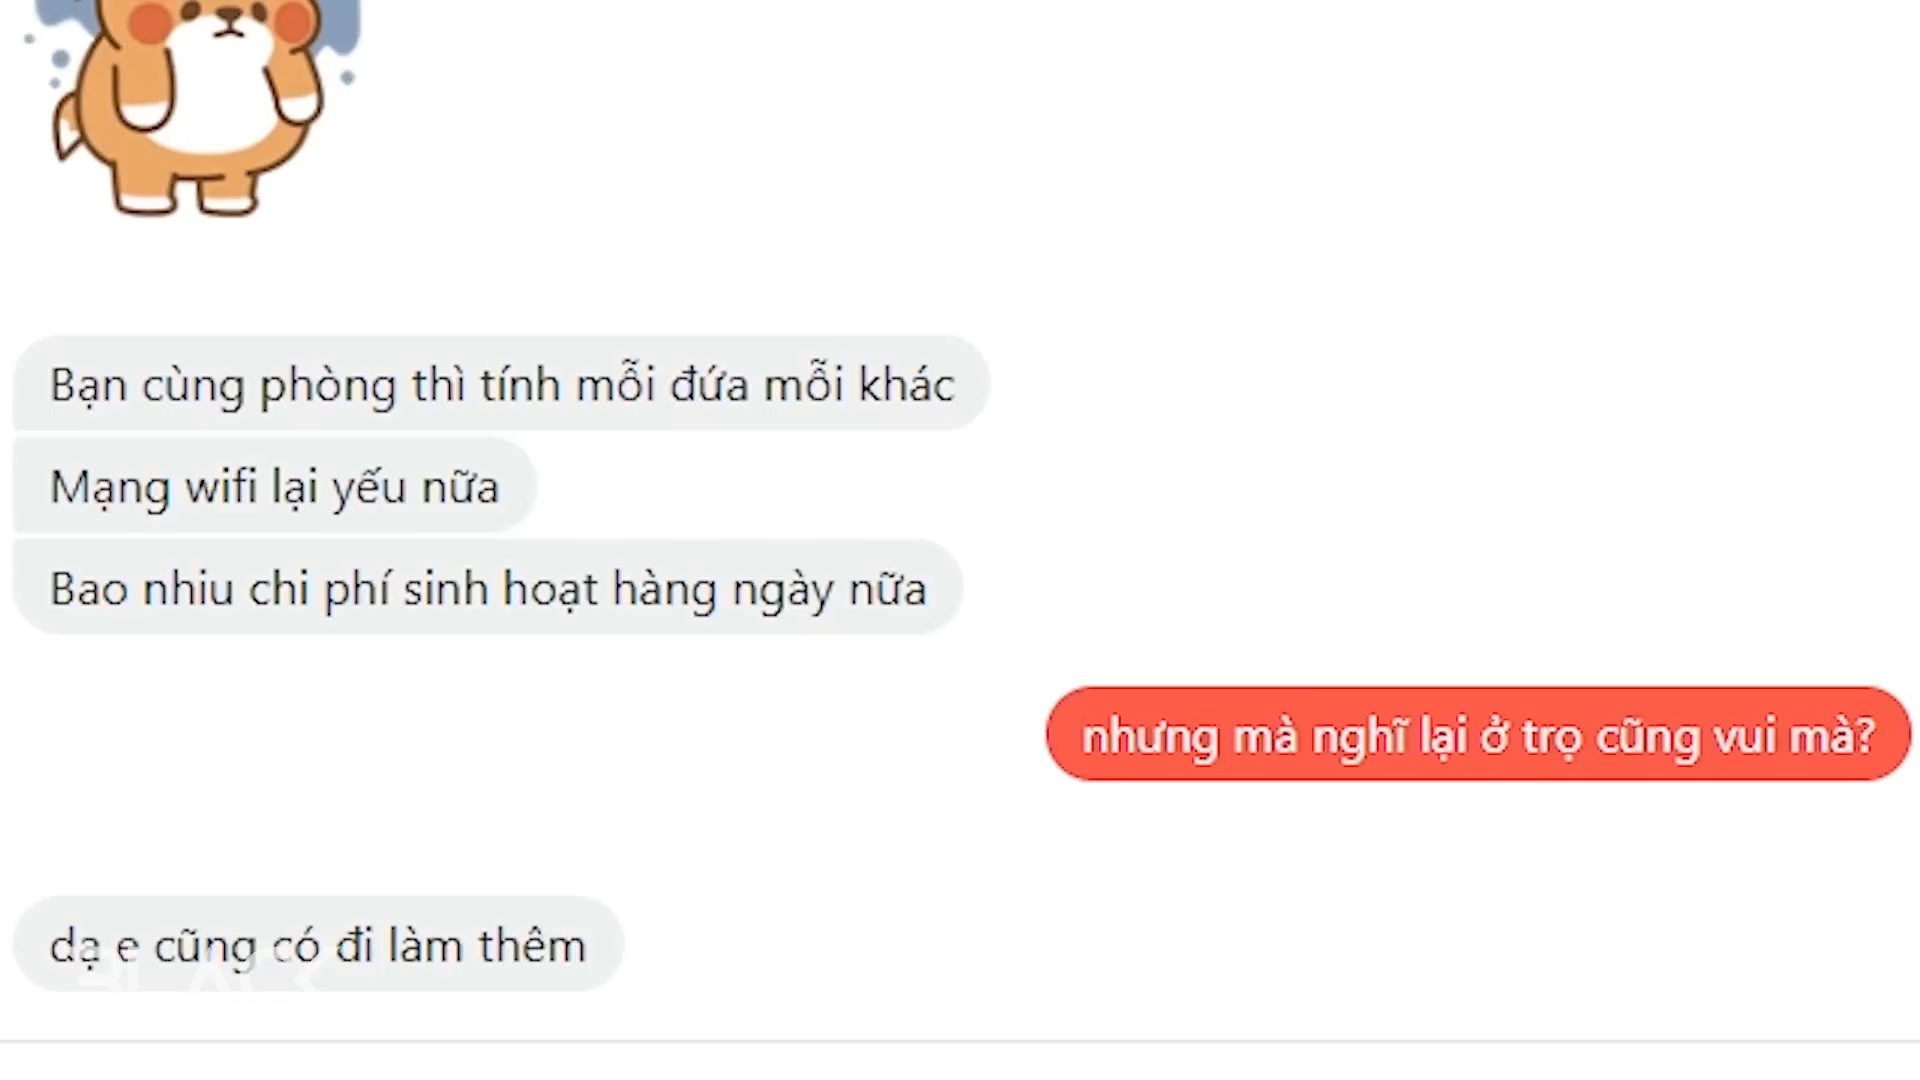 Bạn cùng phòng thì tính mỗi đứa mỗi khác
Mạng wifi lại yếu nữa
Bao nhiu chi phí sinh hoạt hàng ngày nữa
nhưng mà nghĩ lại ở trọ cũng vui mà?
dạ e cũng có đi làm thêm
BLACK